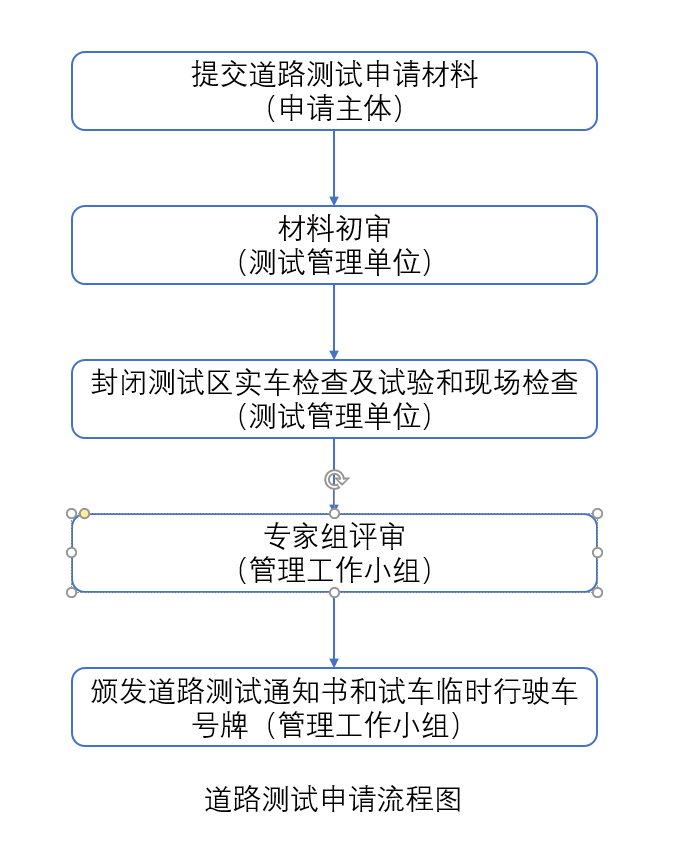 提交道路测试申请材料
（申请主体）
材料初审
（测试管理单位）
封闭测试区实车检查及试验和现场检查
（测试管理单位）
专家组评审
（管理工作小组）
颁发道路测试通知书和试车临时行驶车
号牌（管理工作小组）
道路测试申请流程图